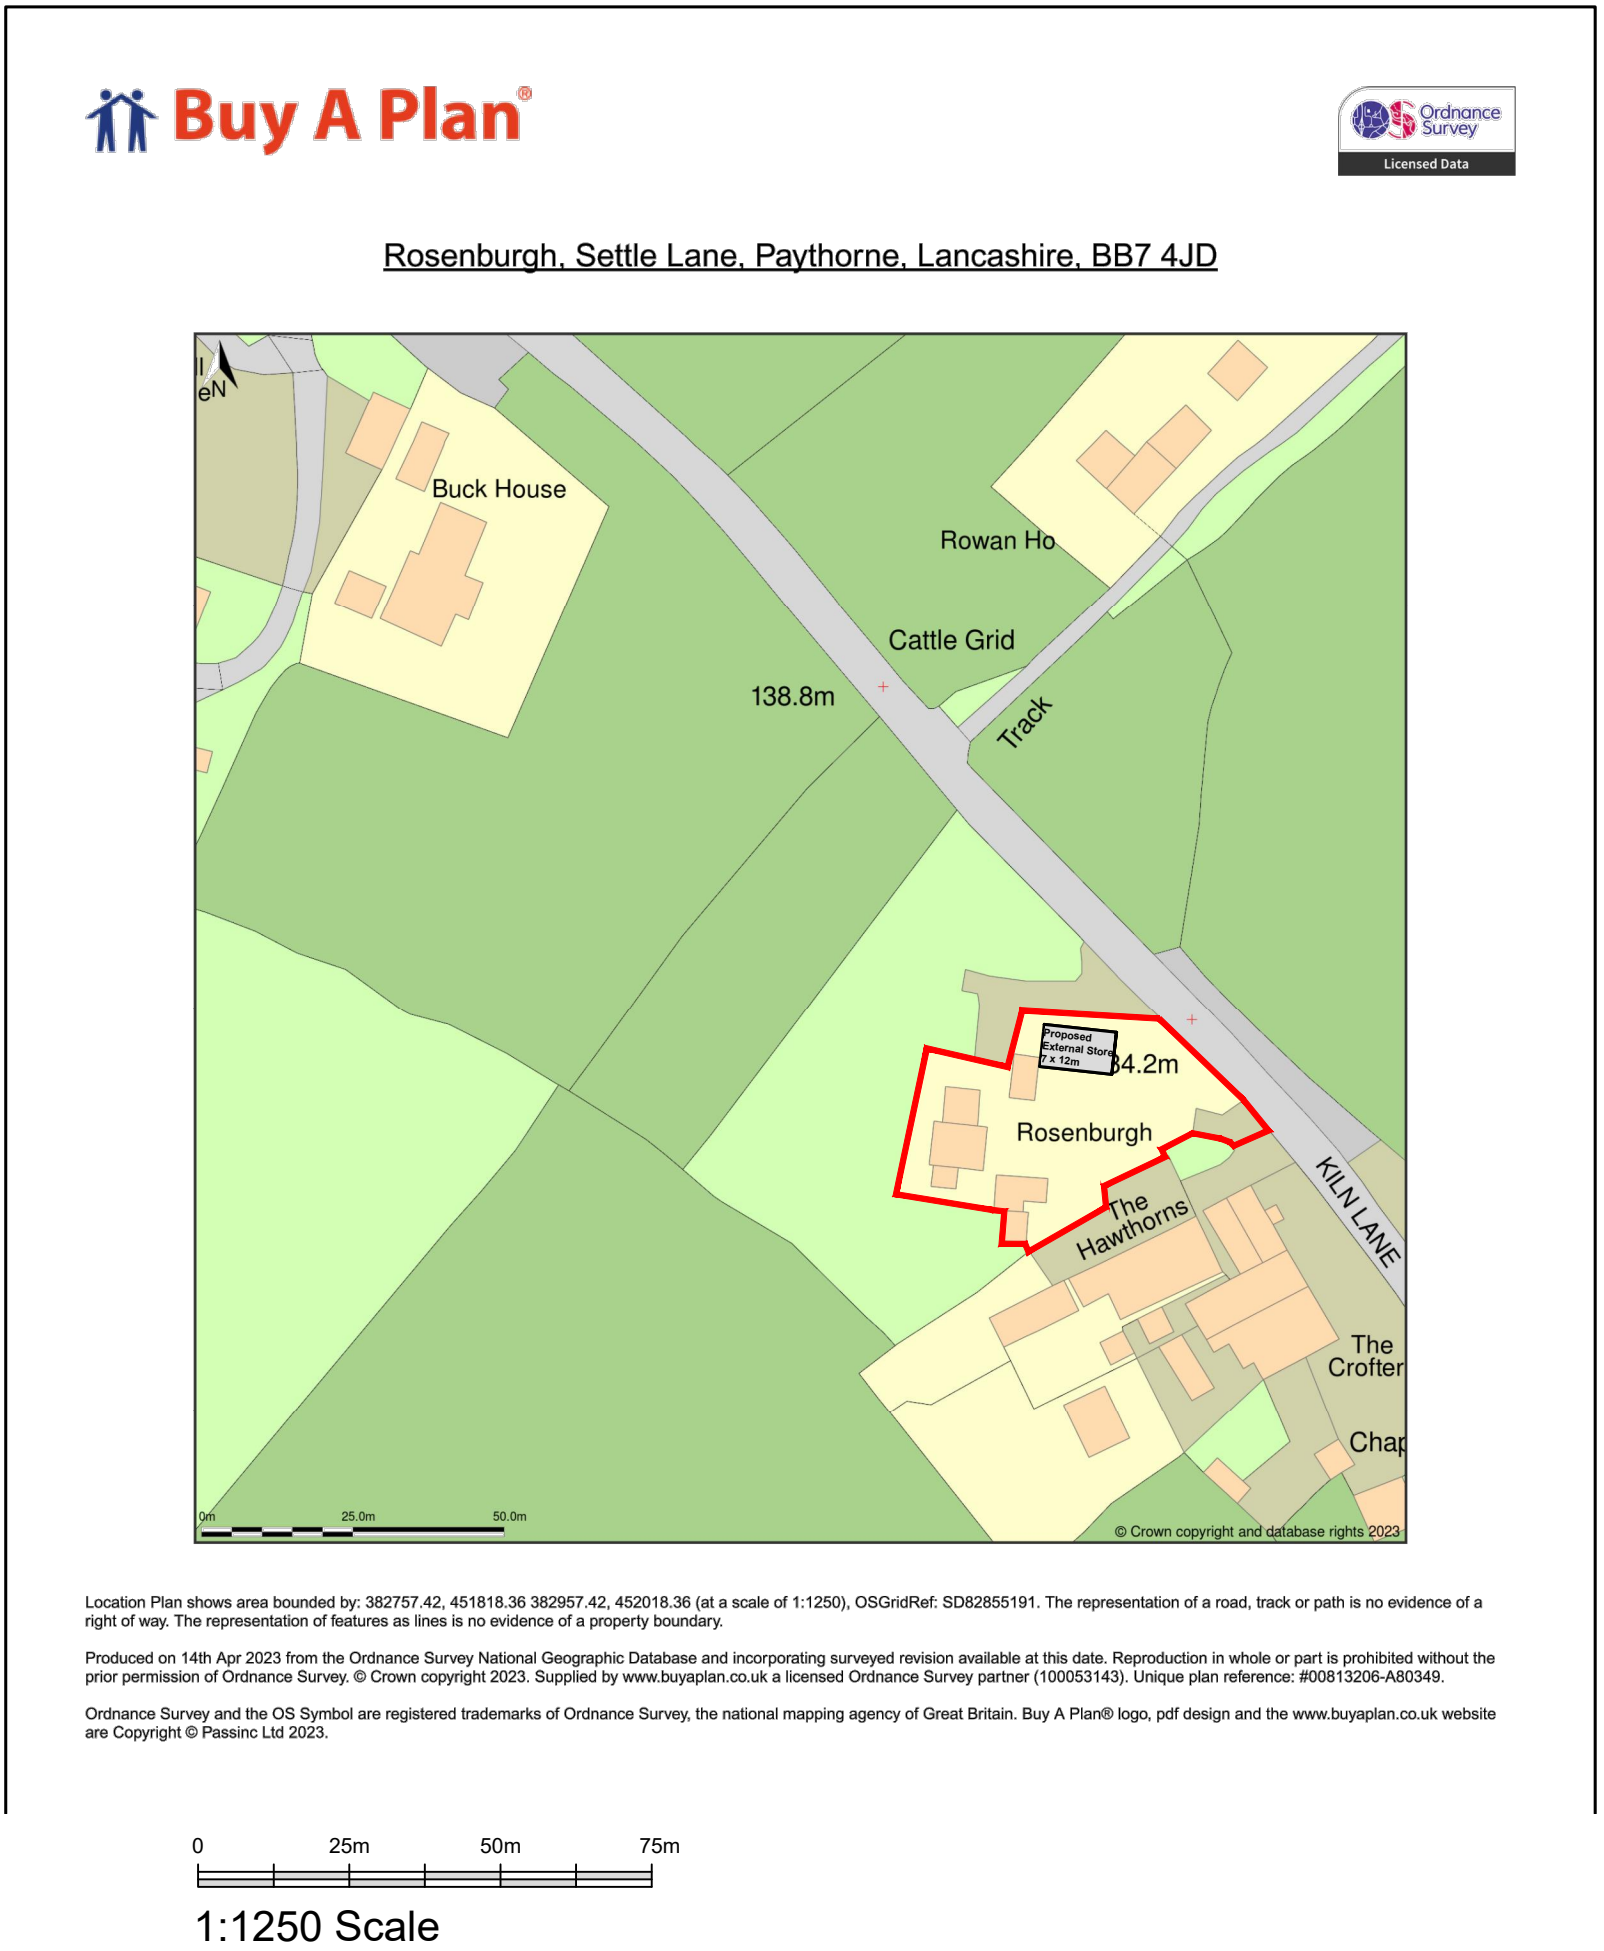 Buy A Plan®
Ordnance
Survey
Licensed Data
Rosenburgh, Settle Lane, Paythorne, Lancashire, BB7 4JD
ll
eN
Buck House
Rowan Ho
Cattle Grid
138.8m
Track
Proposed
External Store
7 x 12m
34.2m
Rosenburgh
The
Hawthorns
KILN LANE
The
Crofter
Chap
0m 25.0m 50.0m
© Crown copyright and database rights 2023
Location Plan shows area bounded by: 382757.42, 451818.36 382957.42, 452018.36 (at a scale of 1:1250), OSGridRef: SD82855191. The representation of a road, track or path is no evidence of a
right of way. The representation of features as lines is no evidence of a property boundary.
Produced on 14th Apr 2023 from the Ordnance Survey National Geographic Database and incorporating surveyed revision available at this date. Reproduction in whole or part is prohibited without the
prior permission of Ordnance Survey. © Crown copyright 2023. Supplied by www.buyaplan.co.uk a licensed Ordnance Survey partner (100053143). Unique plan reference: #00813206-A80349.
Ordnance Survey and the OS Symbol are registered trademarks of Ordnance Survey, the national mapping agency of Great Britain. Buy A Plan® logo, pdf design and the www.buyaplan.co.uk website
are Copyright © Passinc Ltd 2023.
0 25m 50m 75m
1:1250 Scale